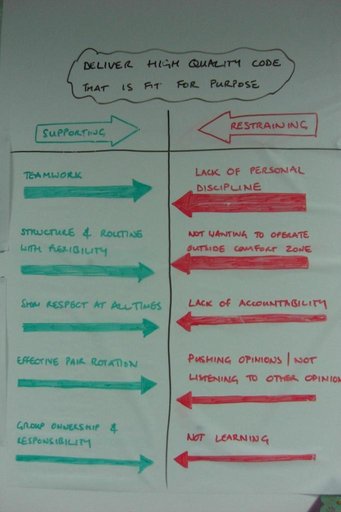 DELIVER HIGH QUALITY CODE
THAT IS FIT FOR PURPOSE
SUPPORTING
RESTRAINING
TEAMWORK
LACK OF PERSONAL
DISCIPLINE
STRUCTURE & ROUTINE
WITH FLEXIBILITY
NOT WANTING TO OPERATE
OUTSIDE COMFORT ZONE
SHOW RESPECT AT ALL TIMES
LACK OF ACCOUNTABILITY
EFFECTIVE PAIR ROTATION
PUSHING OPINIONS / NOT
LISTENING TO OTHER OPINION
GROUP OWNERSHIP &
RESPONSIBILITY
NOT LEARNING